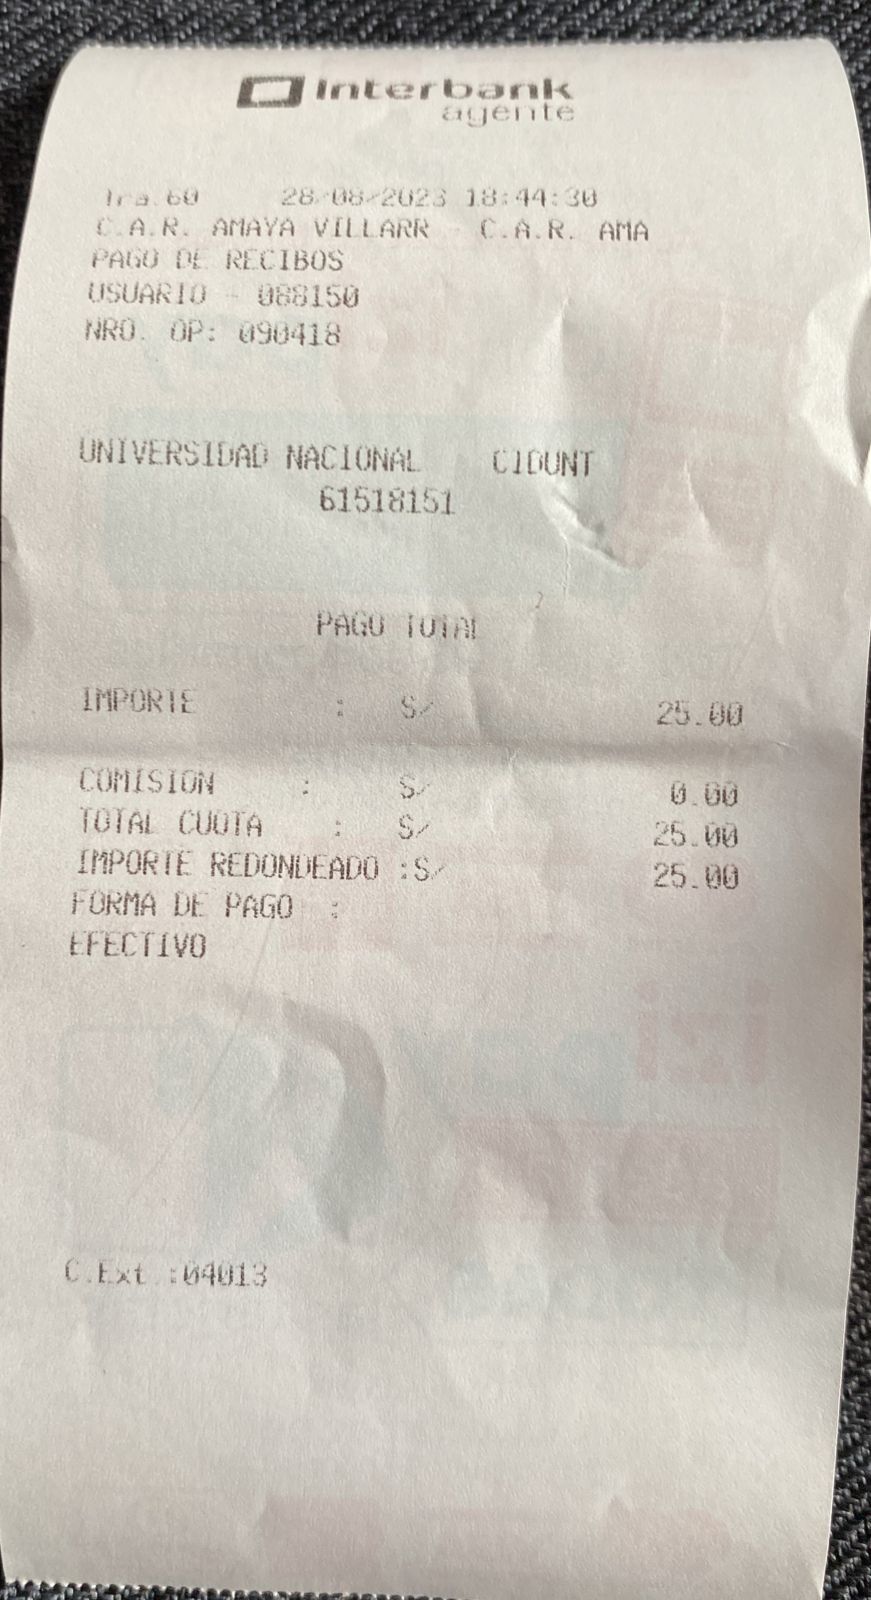 Interbank
agente
Tra.60 28/08/2023 18:44:30
C.A.R. AMAYA VILLARR - C.A.R. AMA
PAGO DE RECIBOS
USUARIO - 088150
NRO. OP: 090418
UNIVERSIDAD NACIONAL CIDUNT
61518151
PAGO TOTAL
IMPORTE : S/ 25.00
COMISION : S/ 0.00
TOTAL CUOTA : S/ 25.00
IMPORTE REDONDEADO :S/ 25.00
FORMA DE PAGO :
EFECTIVO
C.Ext :04013